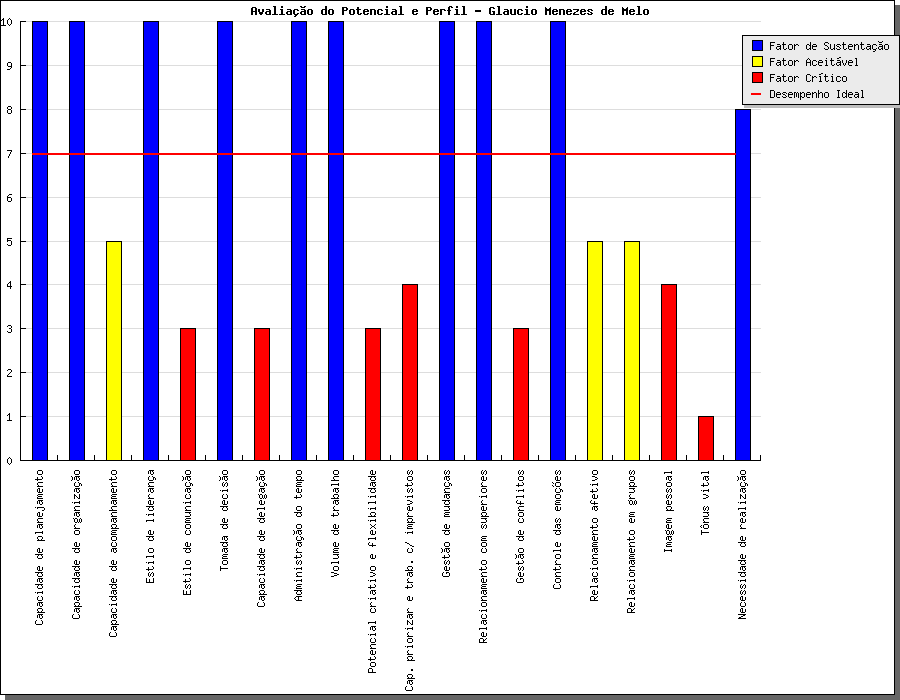 Avaliação do Potencial e Perfil - Glaucio Menezes de Melo
Fator de Sustentação
Fator Aceitável
Fator Crítico
Desempenho Ideal
10
9
8
7
6
5
4
3
2
1
0
Capacidade de planejamento
Capacidade de organização
Capacidade de acompanhamento
Estilo de liderança
Estilo de comunicação
Tomada de decisão
Capacidade de delegação
Administração do tempo
Volume de trabalho
Potencial criativo e flexibilidade
Cap. priorizar e trab. c/ imprevistos
Gestão de mudanças
Relacionamento com superiores
Gestão de conflitos
Controle das emoções
Relacionamento afetivo
Relacionamento em grupos
Imagem pessoal
Tônus vital
Necessidade de realização